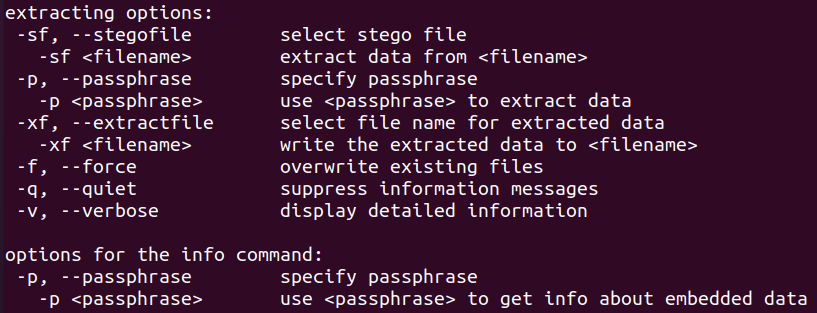 extracting options:
 -sf, --stegofile        select stego file
   -sf <filename>        extract data from <filename>
 -p, --passphrase        specify passphrase
   -p <passphrase>       use <passphrase> to extract data
 -xf, --extractfile      select file name for extracted data
   -xf <filename>        write the extracted data to <filename>
 -f, --force             overwrite existing files
 -q, --quiet             suppress information messages
 -v, --verbose           display detailed information

options for the info command:
 -p, --passphrase        specify passphrase
   -p <passphrase>       use <passphrase> to get info about embedded data